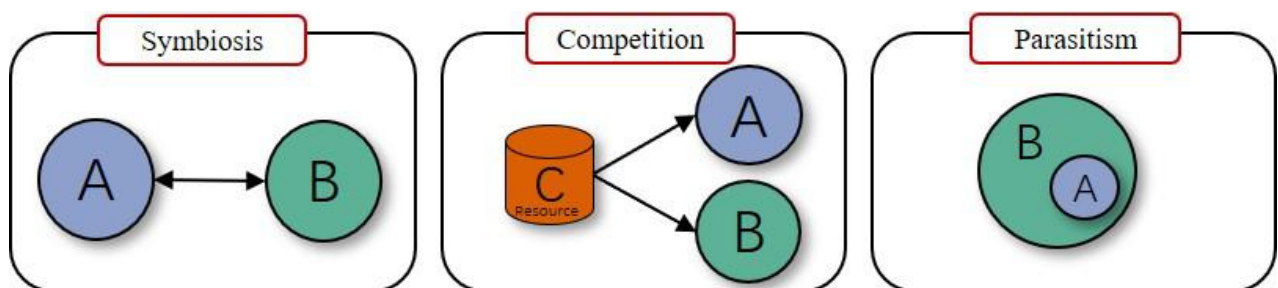 Symbiosis
A
B
Competition
C
Resource
A
B
Parasitism
B
A